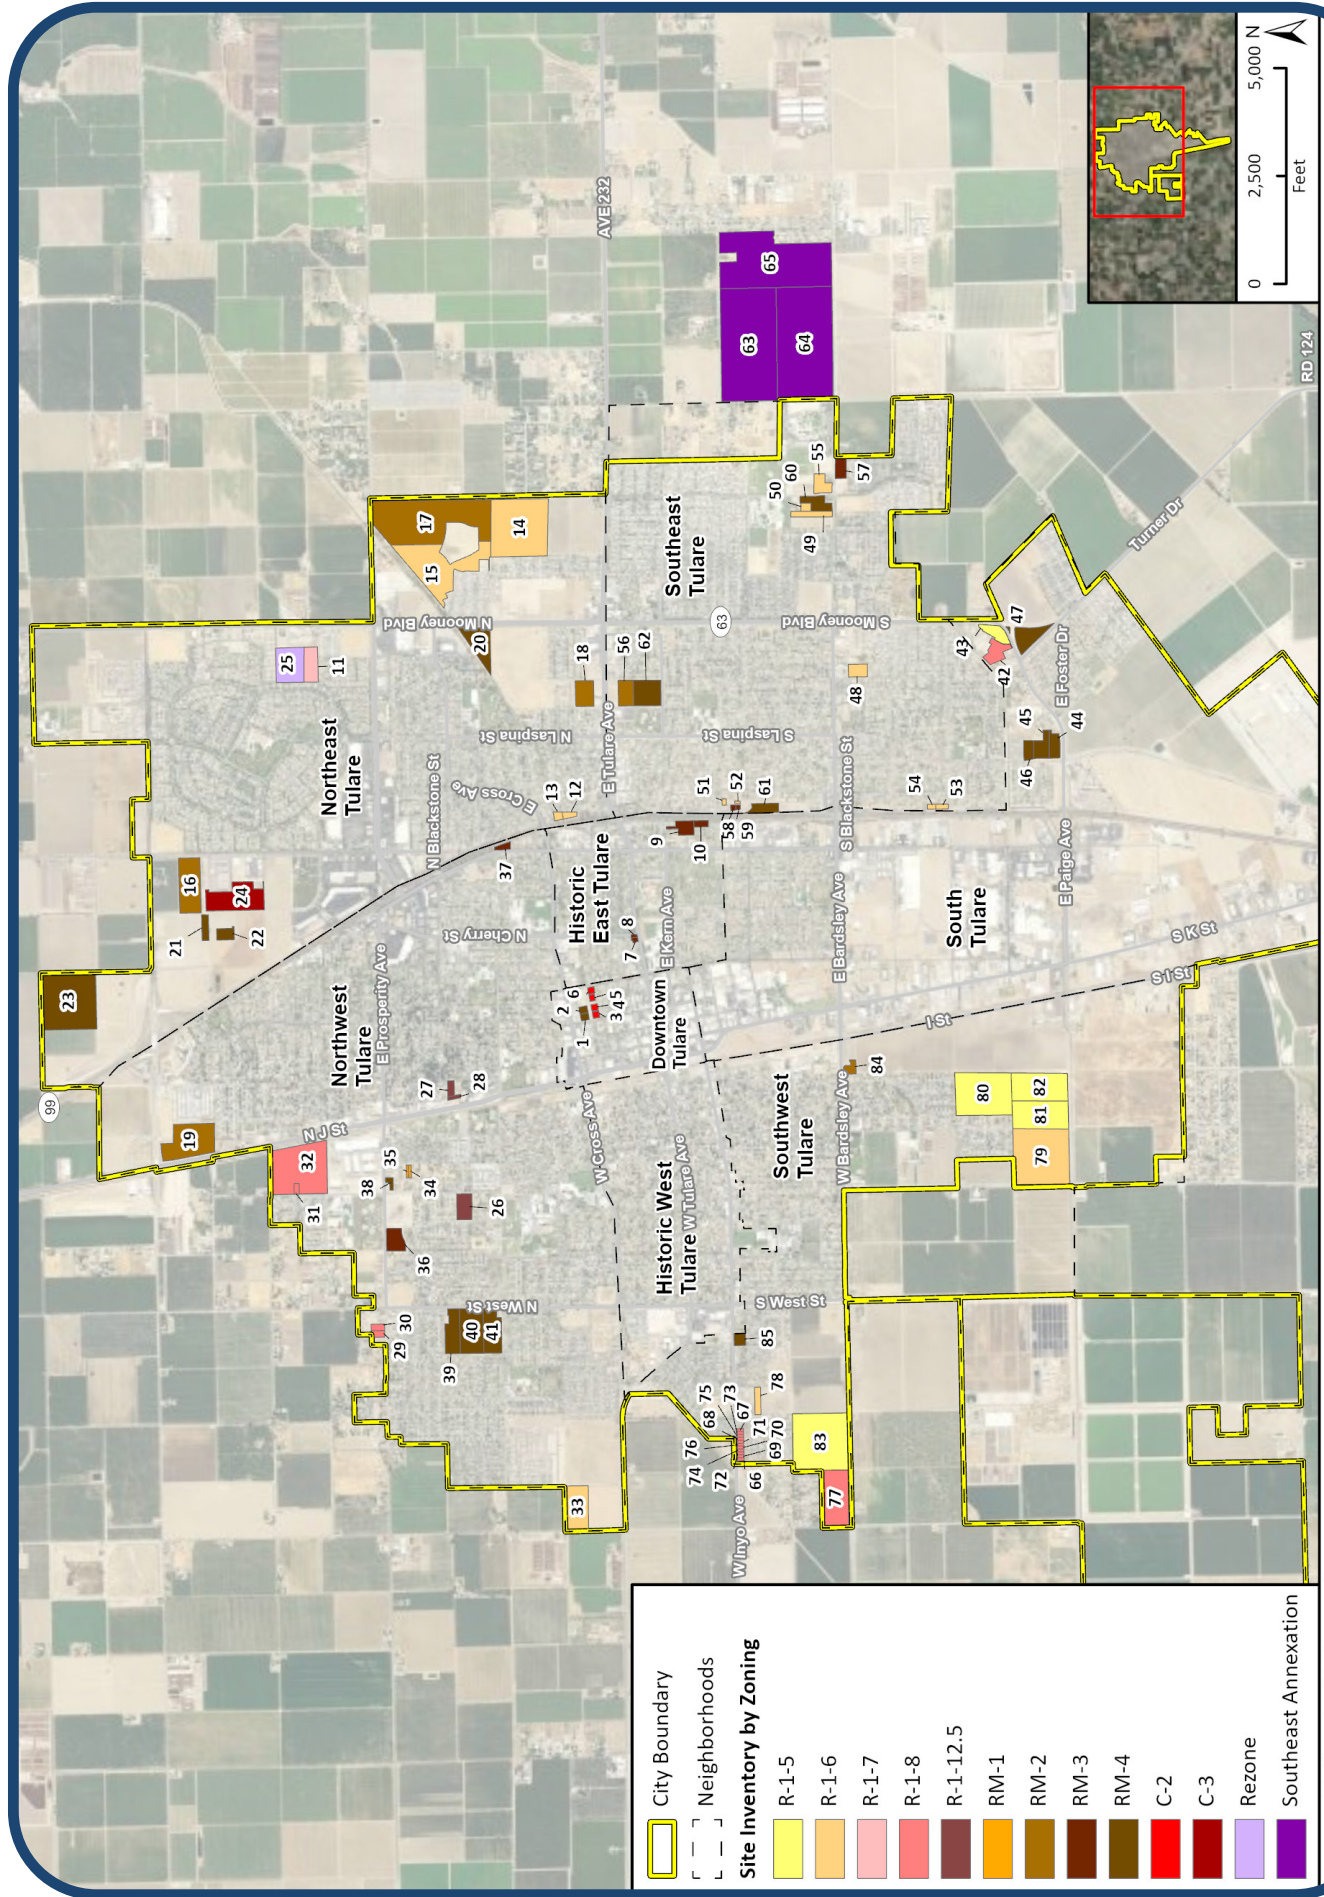 City Boundary
Neighborhoods
Site Inventory by Zoning
R-1-5
R-1-6
R-1-7
R-1-8
R-1-12.5
RM-1
RM-2
RM-3
RM-4
C-2
C-3
Rezone
Southeast Annexation
0 2,500 5,000
Feet
N
99
63
Northwest
Tulare
Northeast
Tulare
Historic
East Tulare
Downtown
Tulare
Historic West
Tulare
Southwest
Tulare
Southeast
Tulare
South
Tulare
AVE 232
RD 124
Turner Dr
N Mooney Blvd
S Mooney Blvd
E Foster Dr
N Laspina St
S Laspina St
E Tulare Ave
E Cross Ave
N Blackstone St
S Blackstone St
E Paige Ave
N Cherry St
E Kern Ave
E Bardsley Ave
E Prosperity Ave
S K St
S I St
I St
N J St
W Cross Ave
W Tulare Ave
W Bardsley Ave
N West St
S West St
W Inyo Ave
1
2
3
4
5
6
7
8
9
10
11
12
13
14
15
16
17
18
19
20
21
22
23
24
25
26
27
28
29
30
31
32
33
34
35
36
37
38
39
40
41
42
43
44
45
46
47
48
49
50
51
52
53
54
55
56
57
58
59
60
61
62
63
64
65
66
67
68
69
70
71
72
73
74
75
76
77
78
79
80
81
82
83
84
85